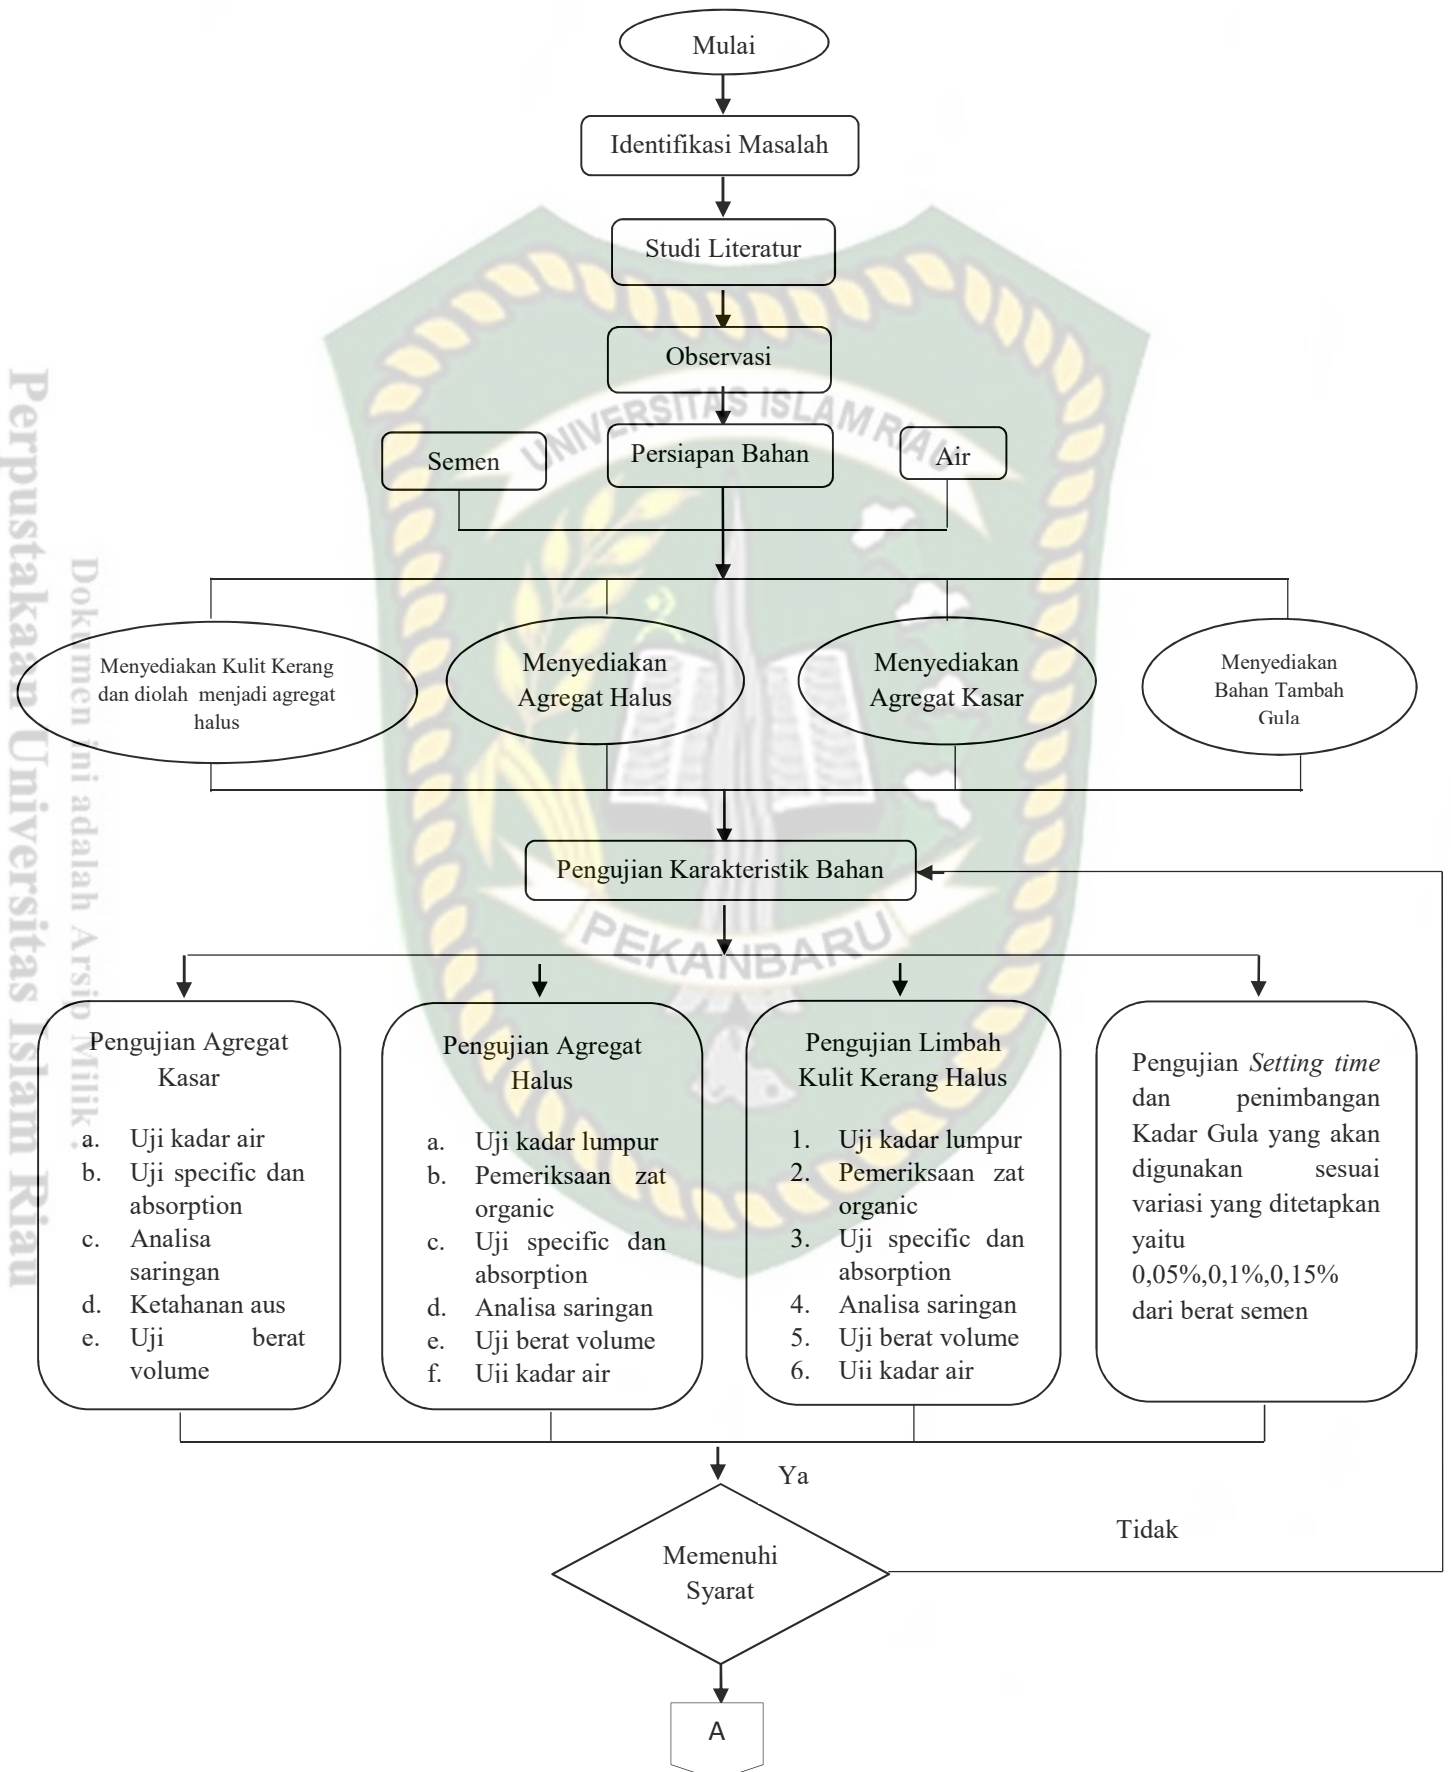 Mulai
Identifikasi Masalah
Studi Literatur
Observasi
UNIVERSITAS ISLAM RIAU
Semen
Persiapan Bahan
Air
Menyediakan Kulit Kerang
dan diolah menjadi agregat
halus
Menyediakan
Agregat Halus
Menyediakan
Agregat Kasar
Menyediakan
Bahan Tambah
Gula
Pengujian Karakteristik Bahan
PEKANBARU
Pengujian Agregat
Kasar
a. Uji kadar air
b. Uji specific dan
absorption
c. Analisa
saringan
d. Ketahanan aus
e. Uji berat
volume
Pengujian Agregat
Halus
a. Uji kadar lumpur
b. Pemeriksaan zat
organic
c. Uji specific dan
absorption
d. Analisa saringan
e. Uji berat volume
f. Uji kadar air
Pengujian Limbah
Kulit Kerang Halus
1. Uji kadar lumpur
2. Pemeriksaan zat
organic
3. Uji specific dan
absorption
4. Analisa saringan
5. Uji berat volume
6. Uji kadar air
Pengujian Setting time
dan penimbangan
Kadar Gula yang akan
digunakan sesuai
variasi yang ditetapkan
yaitu
0,05%,0,1%,0,15%
dari berat semen
Ya
Tidak
Memenuhi
Syarat
A
Dokumen ini adalah Arsip Milik :
Perpustakaan Universitas Islam Riau